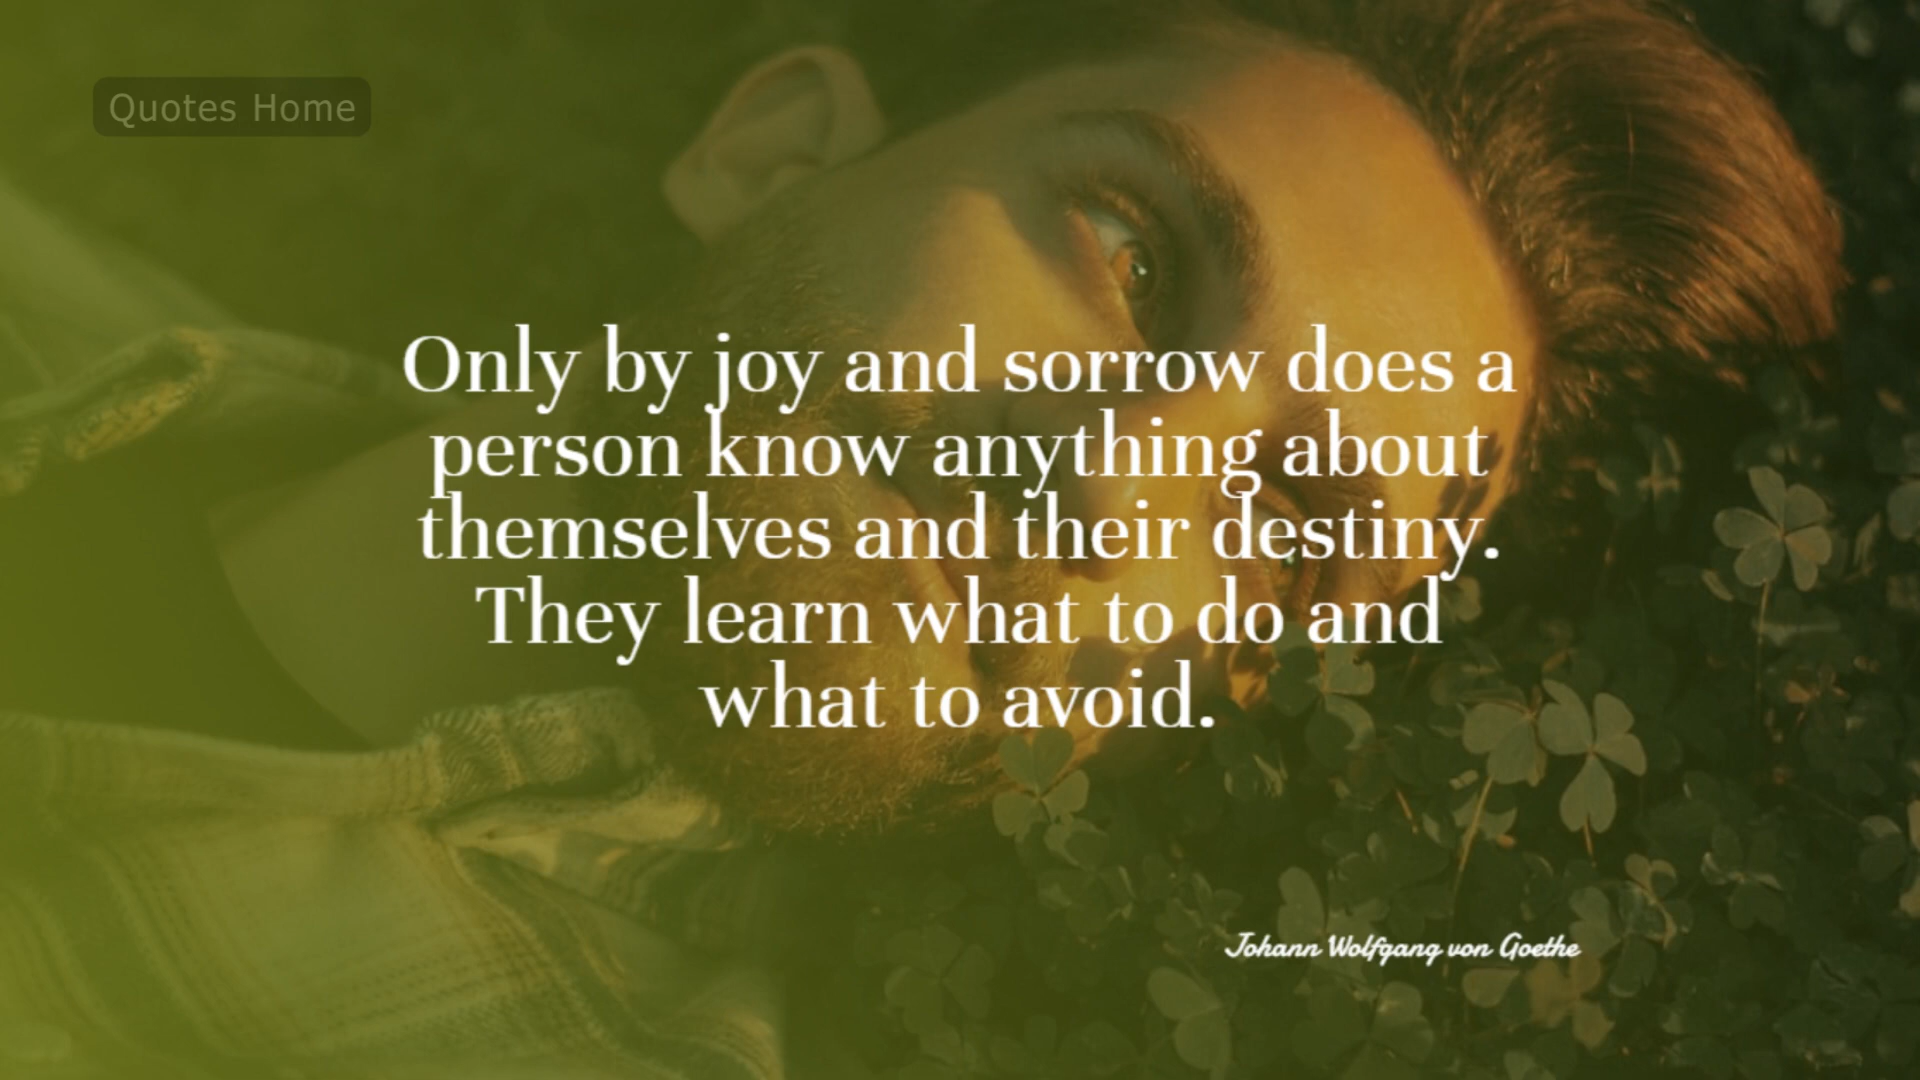 Quotes Home
Only by joy and sorrow does a
person know anything about
themselves and their destiny.
They learn what to do and
what to avoid.
Johann Wolfgang von Goethe